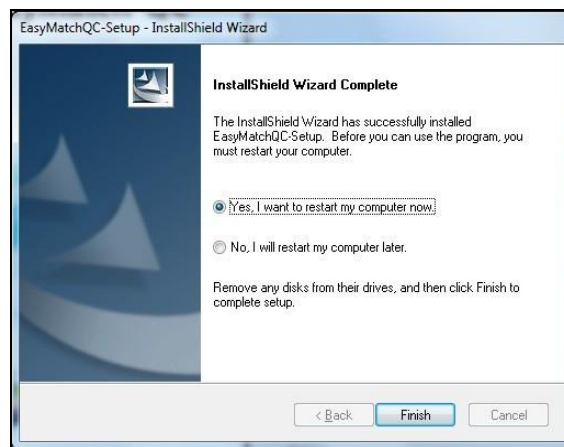 EasyMatchQC-Setup - InstallShield Wizard
InstallShield Wizard Complete
The InstallShield Wizard has successfully installed
EasyMatchQC-Setup. Before you can use the program, you
must restart your computer.
Yes, I want to restart my computer now.
No, I will restart my computer later.
Remove any disks from their drives, and then click Finish to
complete setup.
< Back
Finish
Cancel